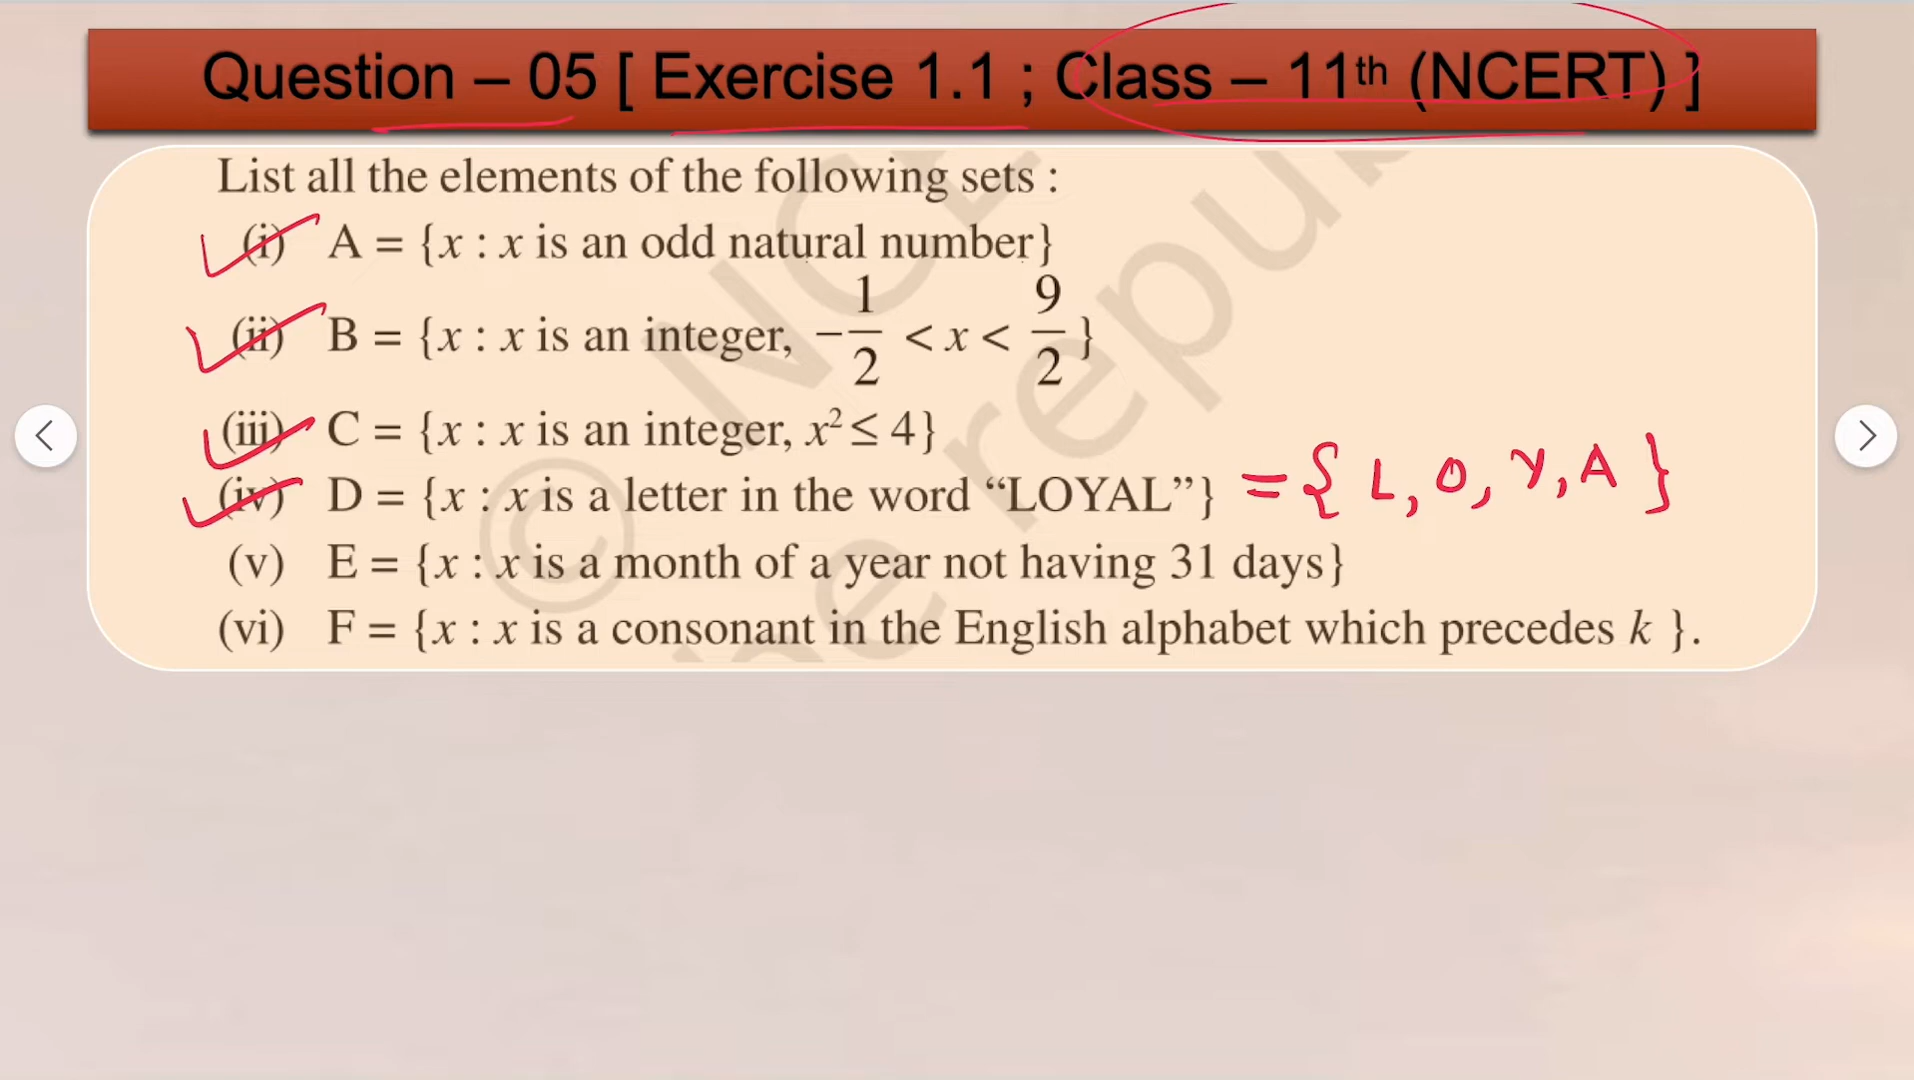 Question – 05 [ Exercise 1.1 ; Class – 11th (NCERT) ]
List all the elements of the following sets :
(i) A = {x : x is an odd natural number}
(ii) B = {x : x is an integer, −1/2 < x < 9/2 }
(iii) C = {x : x is an integer, x² ≤ 4}
(iv) D = {x : x is a letter in the word “LOYAL”} = { L, O, Y, A }
(v) E = {x : x is a month of a year not having 31 days}
(vi) F = {x : x is a consonant in the English alphabet which precedes k }.